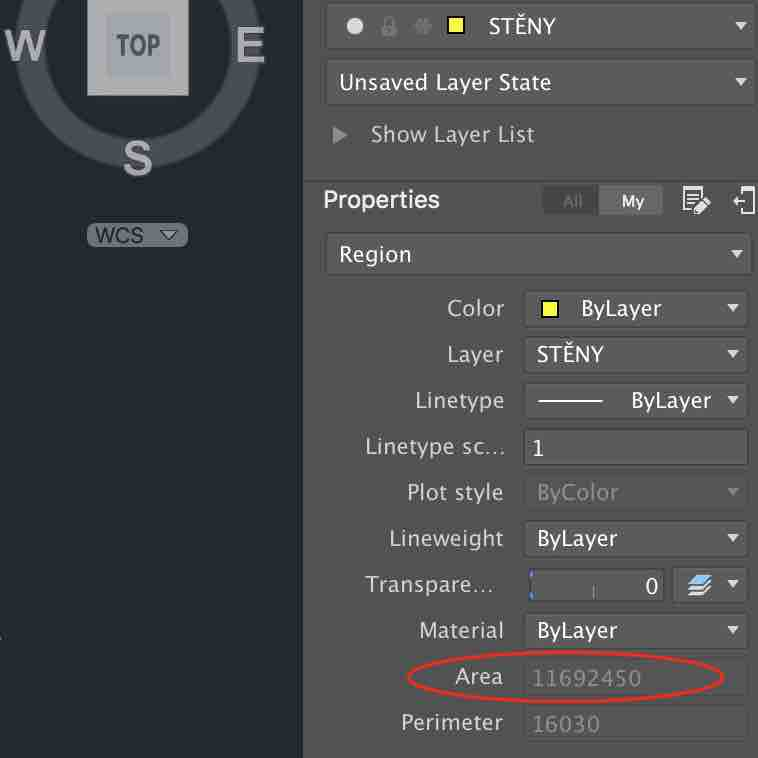 STĚNY
W
TOP
E
Unsaved Layer State
Show Layer List
S
Properties
All
My
WCS
Region
Color
ByLayer
Layer
STĚNY
Linetype
ByLayer
Linetype sc...
1
Plot style
ByColor
Lineweight
ByLayer
Transpare...
0
Material
ByLayer
Area
11692450
Perimeter
16030